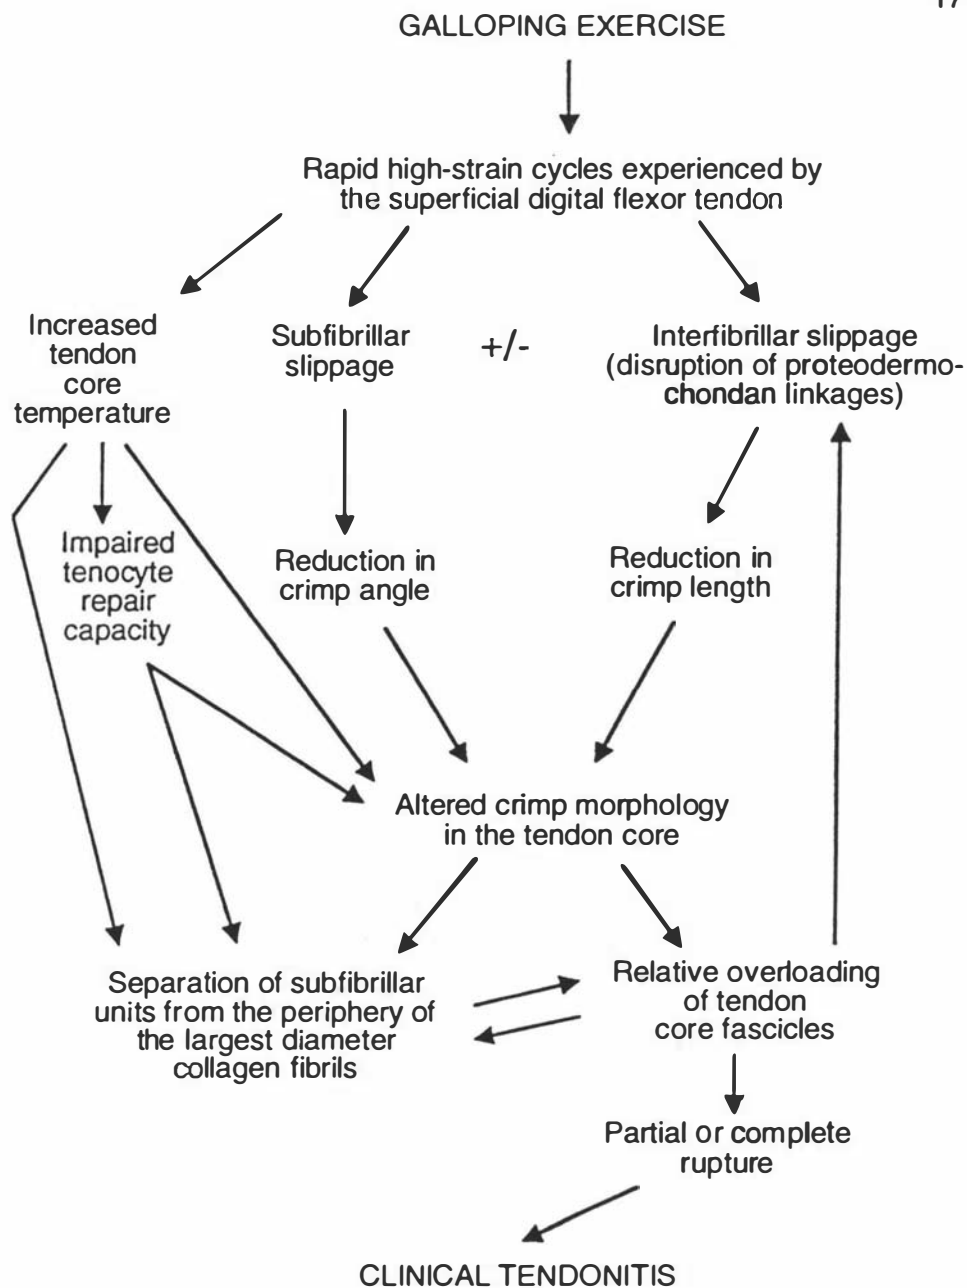 GALLOPING EXERCISE
Rapid high-strain cycles experienced by
the superficial digital flexor tendon
Increased
tendon
core
temperature
Subfibrillar
slippage
+/-
Interfibrillar slippage
(disruption of proteodermo-
chondan linkages)
Impaired
tenocyte
repair
capacity
Reduction in
crimp angle
Reduction in
crimp length
Altered crimp morphology
in the tendon core
Separation of subfibrillar
units from the periphery of
the largest diameter
collagen fibrils
Relative overloading
of tendon
core fascicles
Partial or complete
rupture
CLINICAL TENDONITIS